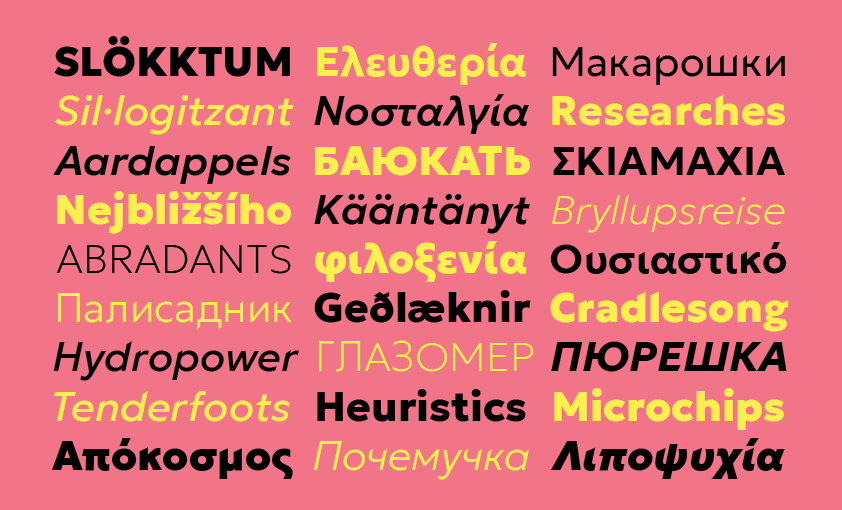 SLÖKKTUM
Sil·logitzant
Aardappels
Nejbližšího
ABRADANTS
Палисадник
Hydropower
Tenderfoots
Απόκοσμος
Ελευθερία
Νοσταλγία
БАЮКАТЬ
Kääntänyt
φιλοξενία
Geðlæknir
ГЛАЗОМЕР
Heuristics
Почемучка
Макарошки
Researches
ΣΚΙΑΜΑΧΙΑ
Bryllupsreise
Ουσιαστικό
Cradlesong
ПЮРЕШКА
Microchips
Λιποψυχία